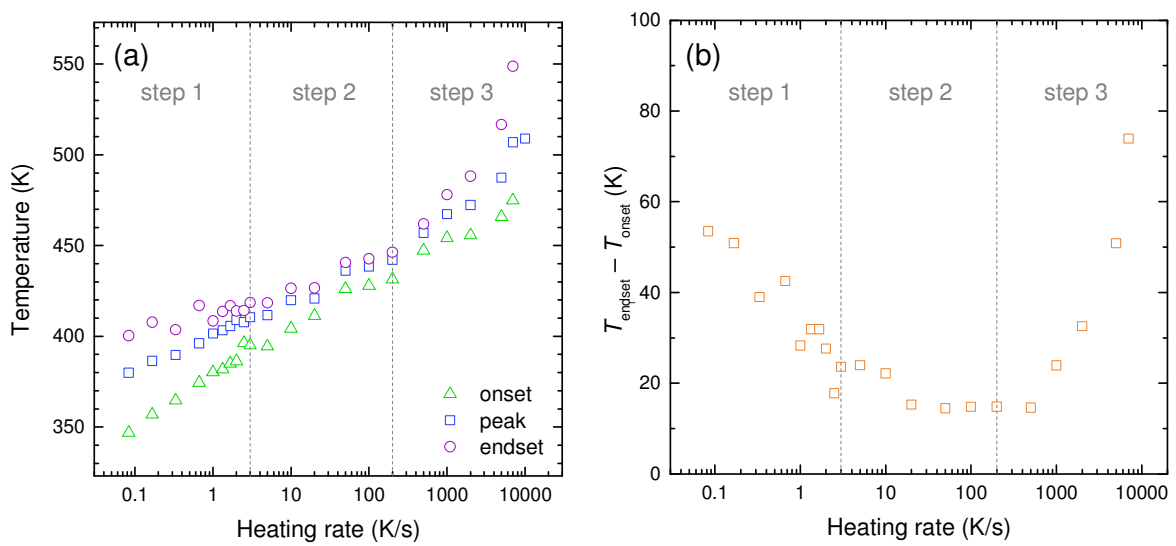 (a)
step 1
step 2
step 3
Temperature (K)
550
500
450
400
350
onset
peak
endset
0.1
1
10
100
1000
10000
Heating rate (K/s)
(b)
step 1
step 2
step 3
T_endset − T_onset (K)
100
80
60
40
20
0
0.1
1
10
100
1000
10000
Heating rate (K/s)